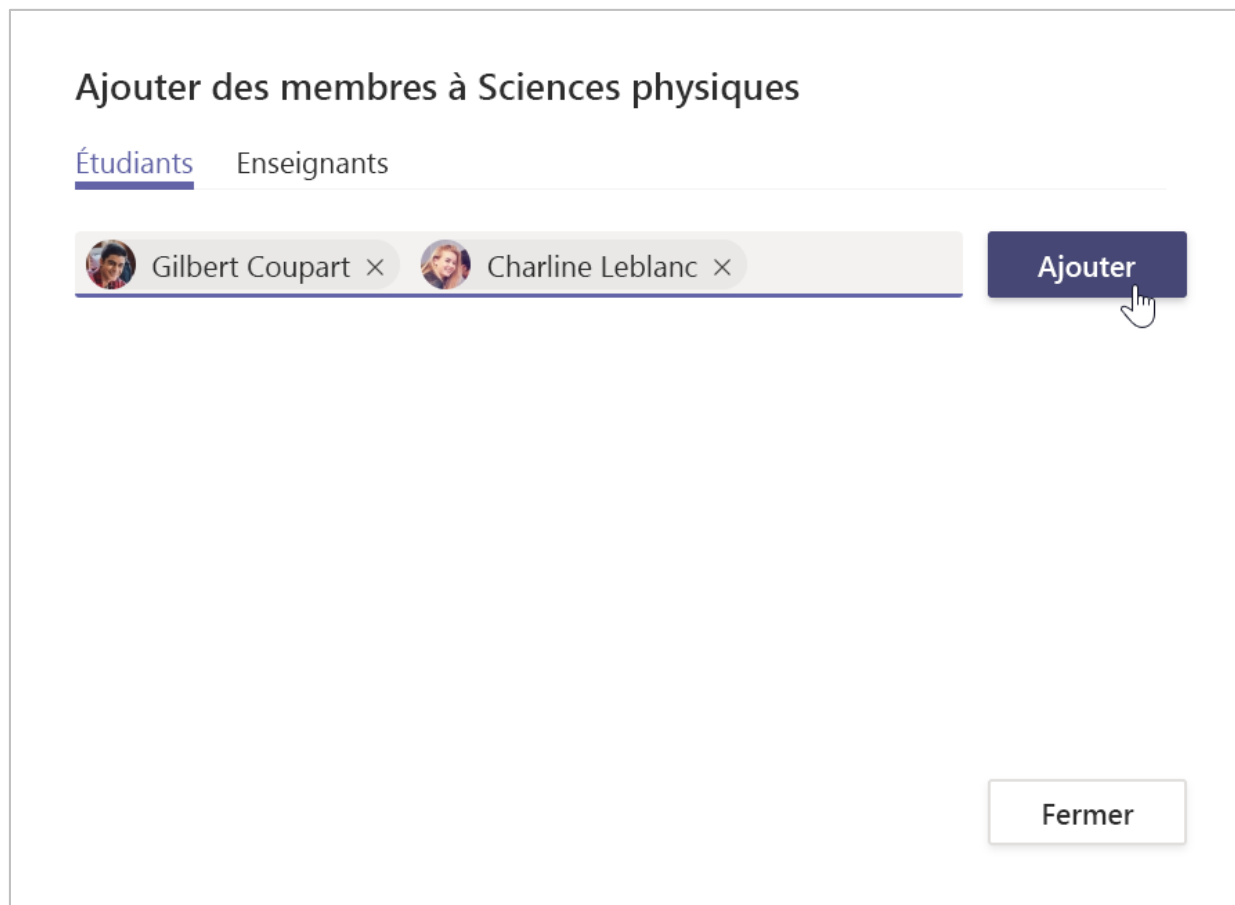 Ajouter des membres à Sciences physiques
Étudiants Enseignants
Gilbert Coupart × Charline Leblanc × Ajouter
Fermer